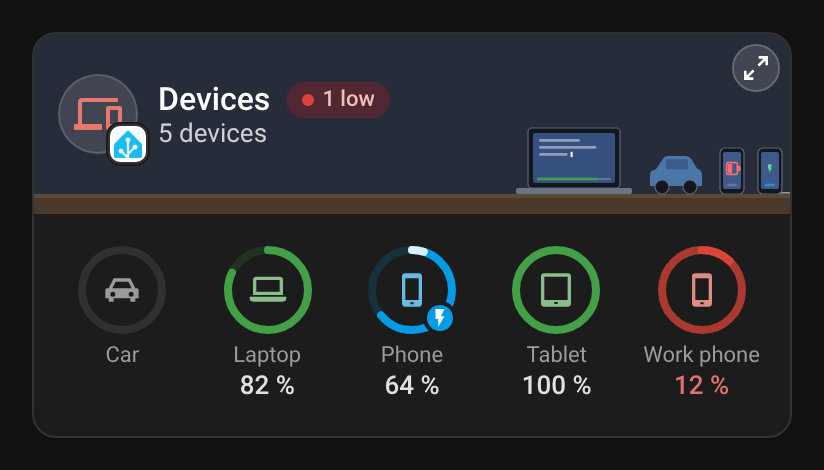 Devices
1 low
5 devices
Car
Laptop
82 %
Phone
64 %
Tablet
100 %
Work phone
12 %